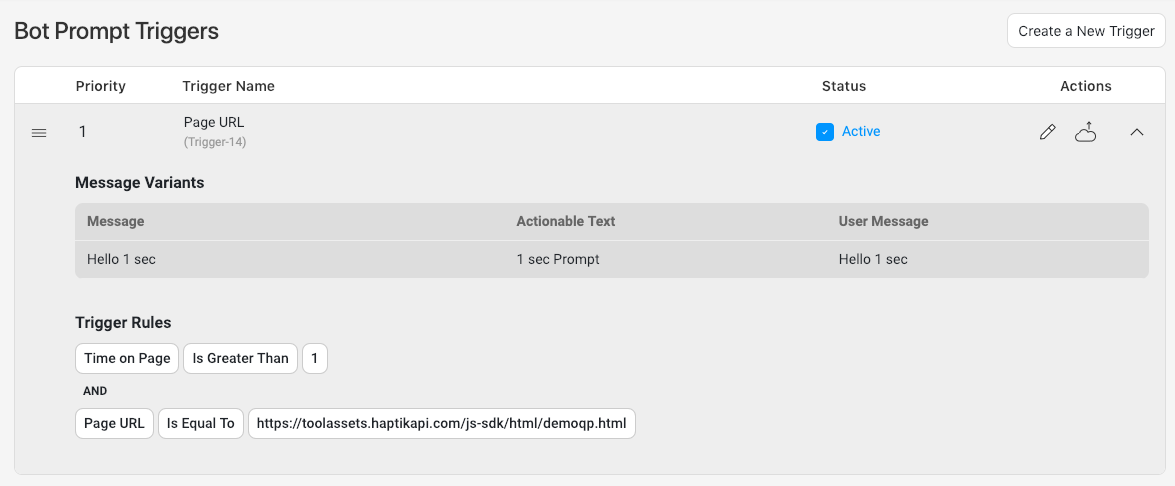 Bot Prompt Triggers
Create a New Trigger
Priority Trigger Name Status Actions
1 Page URL Active
(Trigger-14)
Message Variants
Message Actionable Text User Message
Hello 1 sec 1 sec Prompt Hello 1 sec
Trigger Rules
Time on Page Is Greater Than 1
AND
Page URL Is Equal To https://toolassets.haptikapi.com/js-sdk/html/demoqp.html